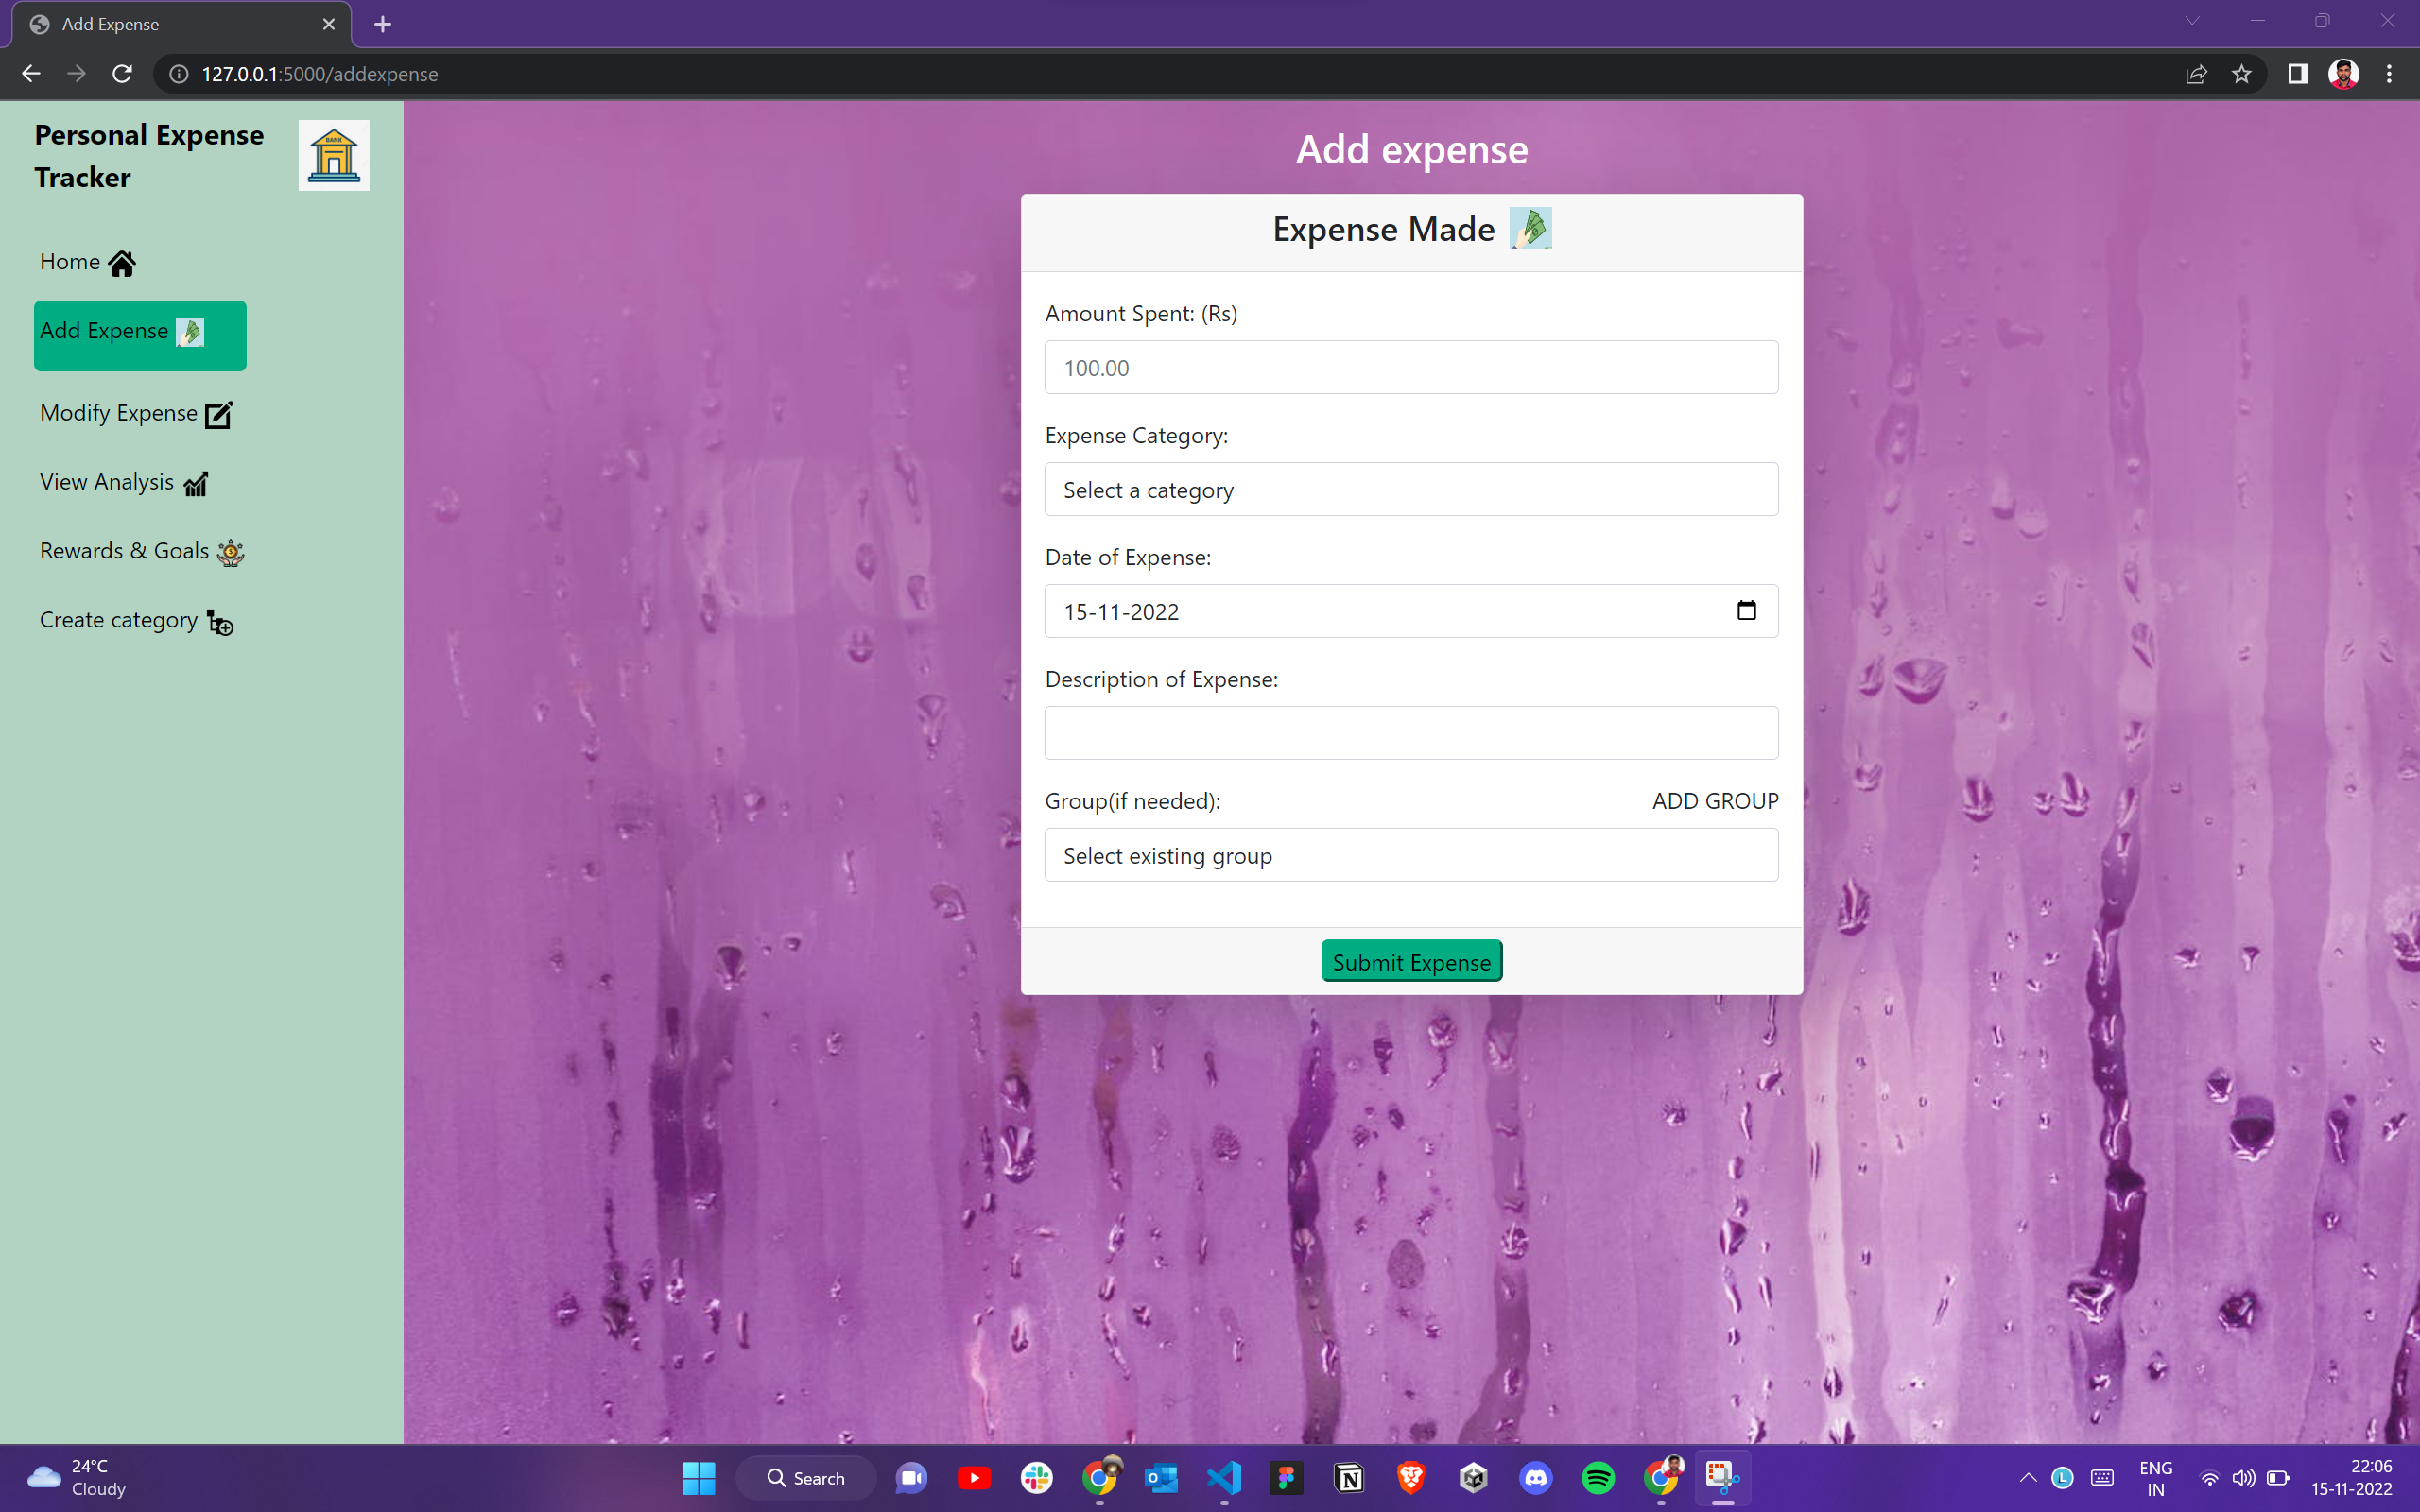 Add Expense
127.0.0.1:5000/addexpense
Personal Expense
Tracker
BANK
Home
Add Expense
Modify Expense
View Analysis
Rewards & Goals
Create category
Add expense
Expense Made
Amount Spent: (Rs)
100.00
Expense Category:
Select a category
Date of Expense:
15-11-2022
Description of Expense:
Group(if needed):
ADD GROUP
Select existing group
Submit Expense
24°C
Cloudy
Search
ENG
IN
22:06
15-11-2022